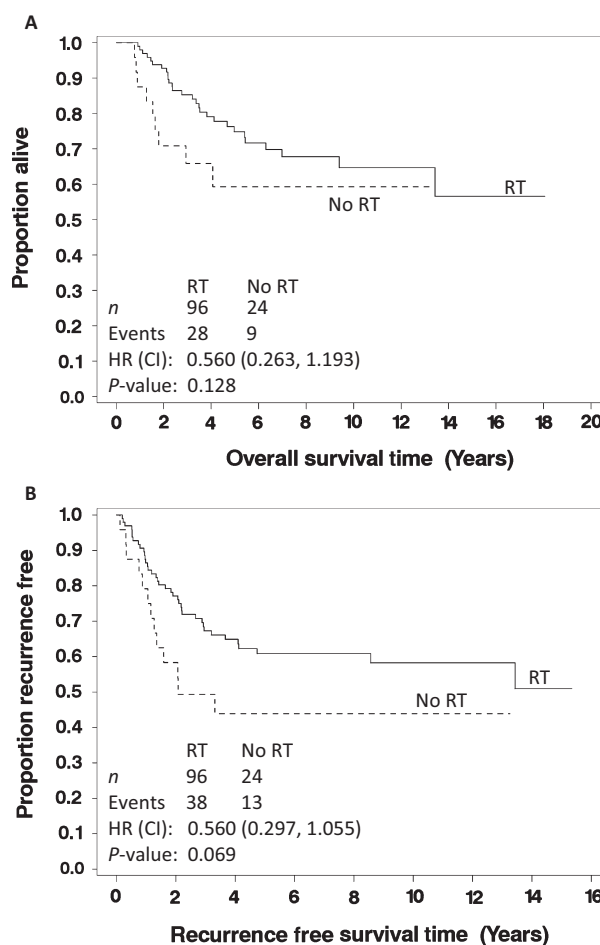 A
1.0
0.9
0.8
0.7
0.6
0.5
0.4
0.3
0.2
0.1
0.0
Proportion alive
RT
No RT
RT No RT
n 96 24
Events 28 9
HR (CI): 0.560 (0.263, 1.193)
P-value: 0.128
0 2 4 6 8 10 12 14 16 18 20
Overall survival time (Years)
B
1.0
0.9
0.8
0.7
0.6
0.5
0.4
0.3
0.2
0.1
0.0
Proportion recurrence free
RT
No RT
RT No RT
n 96 24
Events 38 13
HR (CI): 0.560 (0.297, 1.055)
P-value: 0.069
0 2 4 6 8 10 12 14 16
Recurrence free survival time (Years)